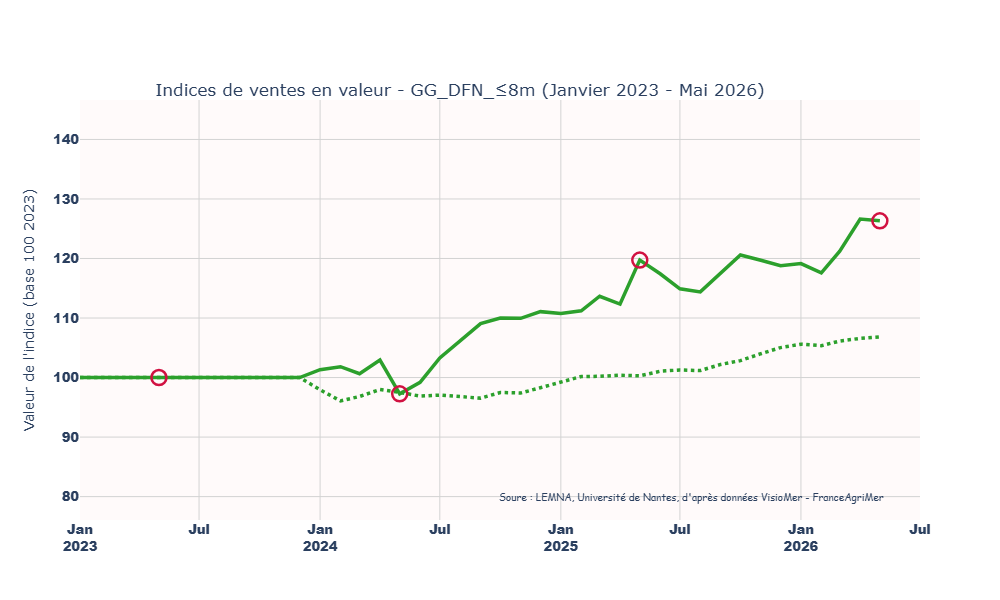 Indices de ventes en valeur - GG_DFN_≤8m (Janvier 2023 - Mai 2026)
Valeur de l'indice (base 100 2023)
140
130
120
110
100
90
80
Soure : LEMNA, Université de Nantes, d'après données VisioMer - FranceAgriMer
Jan
2023
Jul
Jan
2024
Jul
Jan
2025
Jul
Jan
2026
Jul